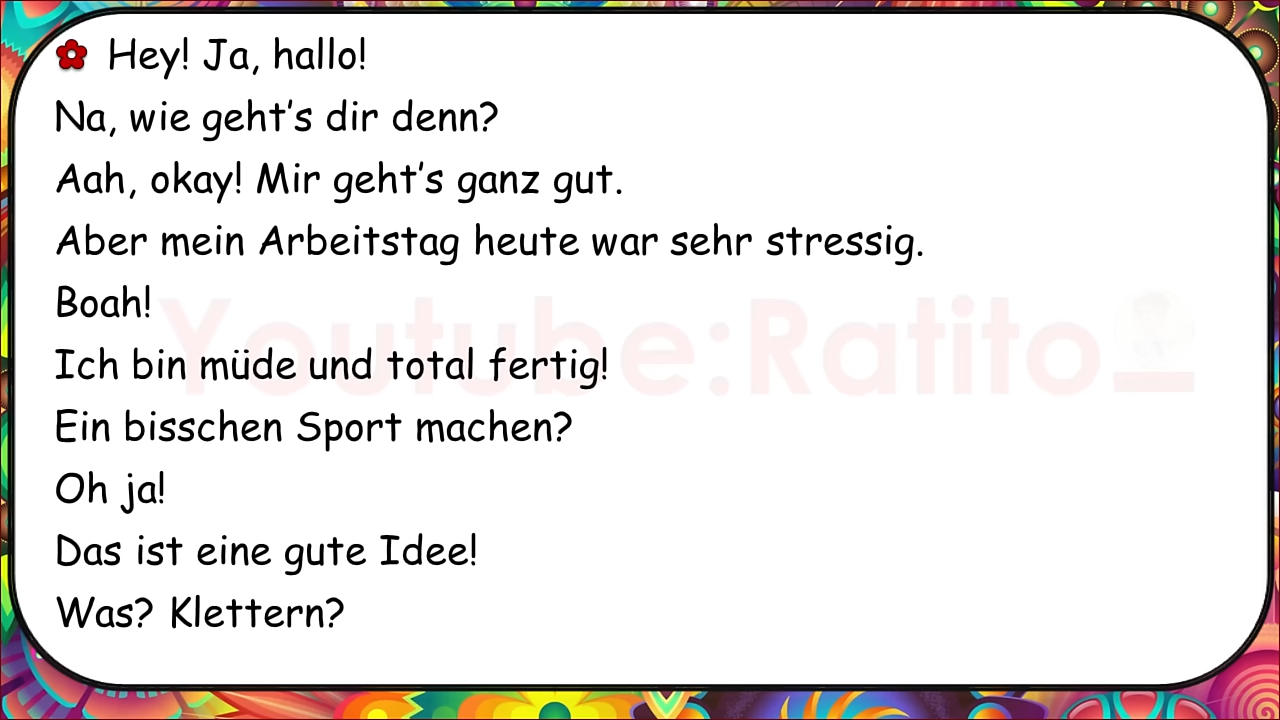 Hey! Ja, hallo!
Na, wie geht's dir denn?
Aah, okay! Mir geht's ganz gut.
Aber mein Arbeitstag heute war sehr stressig.
Boah!
Youtube:Ratito
Ich bin müde und total fertig!
Ein bisschen Sport machen?
Oh ja!
Das ist eine gute Idee!
Was? Klettern?